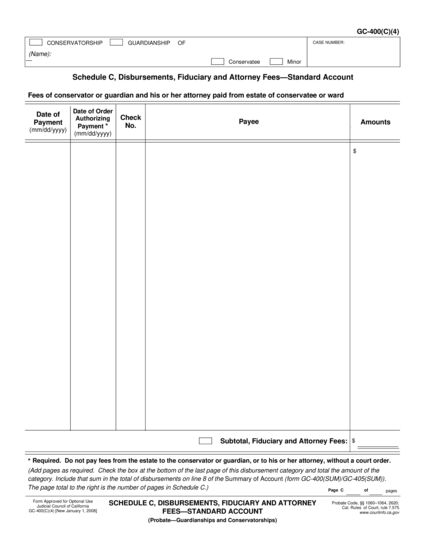 GC-400(C)(4)
CONSERVATORSHIP GUARDIANSHIP OF
CASE NUMBER:
(Name):
Conservatee Minor
Schedule C, Disbursements, Fiduciary and Attorney Fees—Standard Account
Fees of conservator or guardian and his or her attorney paid from estate of conservatee or ward
Date of Payment (mm/dd/yyyy)
Date of Order Authorizing Payment * (mm/dd/yyyy)
Check No.
Payee
Amounts
$
Subtotal, Fiduciary and Attorney Fees: $
* Required. Do not pay fees from the estate to the conservator or guardian, or to his or her attorney, without a court order.
(Add pages as required. Check the box at the bottom of the last page of this disbursement category and total the amount of the
category. Include that sum in the total of disbursements on line 8 of the Summary of Account (form GC-400(SUM)/GC-405(SUM)).
The page total to the right is the number of pages in Schedule C.)
Page C of pages
Form Approved for Optional Use
Judicial Council of California
GC-400(C)(4) [New January 1, 2008]
SCHEDULE C, DISBURSEMENTS, FIDUCIARY AND ATTORNEY
FEES—STANDARD ACCOUNT
(Probate—Guardianships and Conservatorships)
Probate Code, §§ 1060–1064, 2620;
Cal. Rules of Court, rule 7.575
www.courtinfo.ca.gov